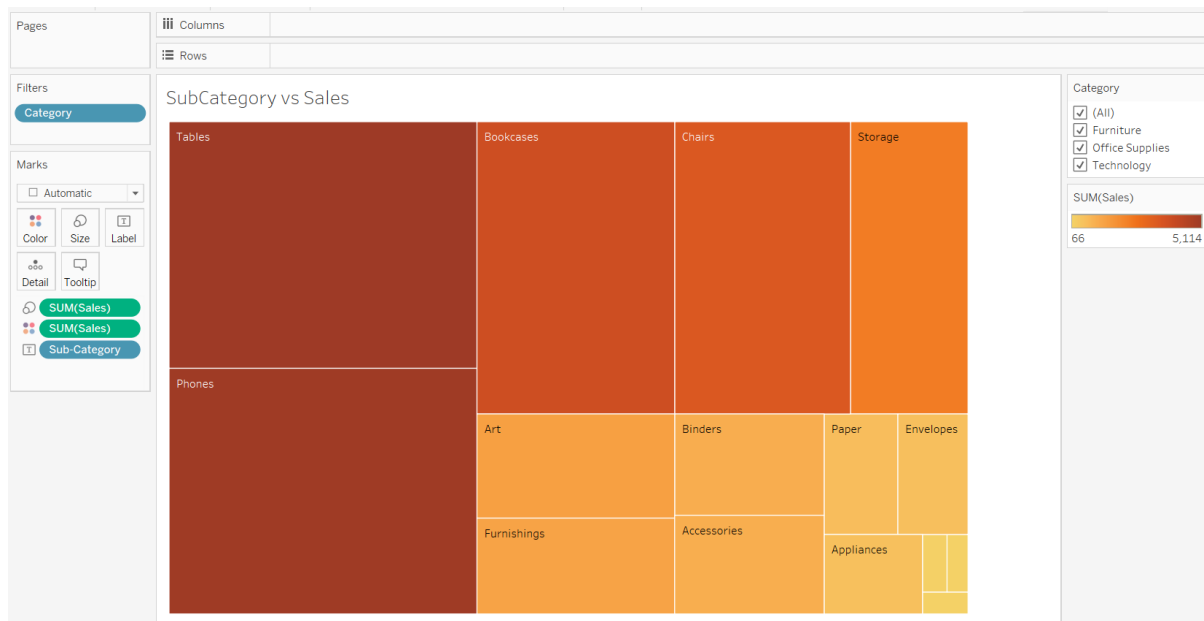 Pages
Columns
Rows
Filters
Category
Marks
Automatic
Color Size Label
Detail Tooltip
SUM(Sales)
SUM(Sales)
Sub-Category
SubCategory vs Sales
Tables
Bookcases
Chairs
Storage
Phones
Art
Binders
Paper
Envelopes
Furnishings
Accessories
Appliances
Category
(All)
Furniture
Office Supplies
Technology
SUM(Sales)
66 5,114